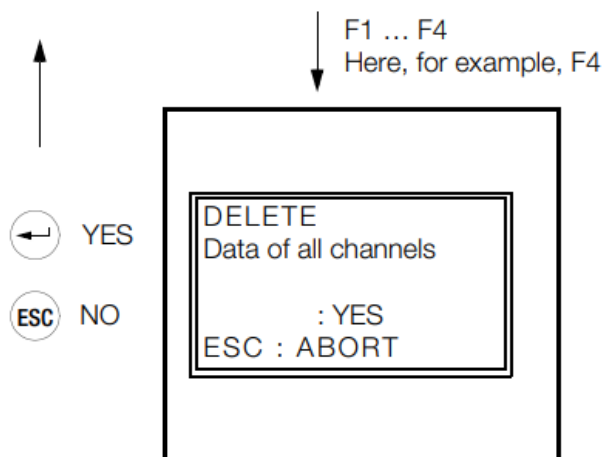 F1 ... F4
Here, for example, F4
YES
ESC NO
DELETE
Data of all channels
: YES
ESC : ABORT